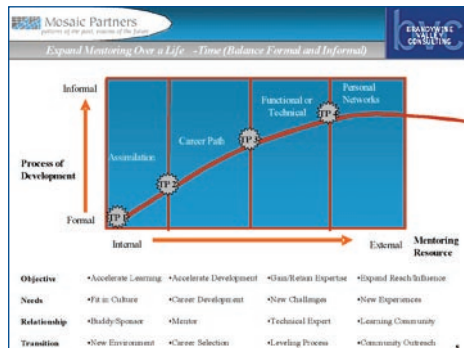 Mosaic Partners
patterns of the past, visions of the future
BRANDYWINE
VALLEY
CONSULTING
bvc
Expand Mentoring Over a Life - Time (Balance Formal and Informal)
Informal
Process of
Development
Formal
Assimilation
Career Path
Functional or
Technical
Personal
Networks
TP 1
TP 2
TP 3
TP 4
Internal
External
Mentoring
Resource
Objective •Accelerate Learning •Accelerate Development •Gain/Retain Expertise •Expand Reach/Influence
Needs •Fit in Culture •Career Development •New Challenges •New Experiences
Relationship •Buddy/Sponsor •Mentor •Technical Expert •Learning Community
Transition •New Environment •Career Selection •Leveling Process •Community Outreach